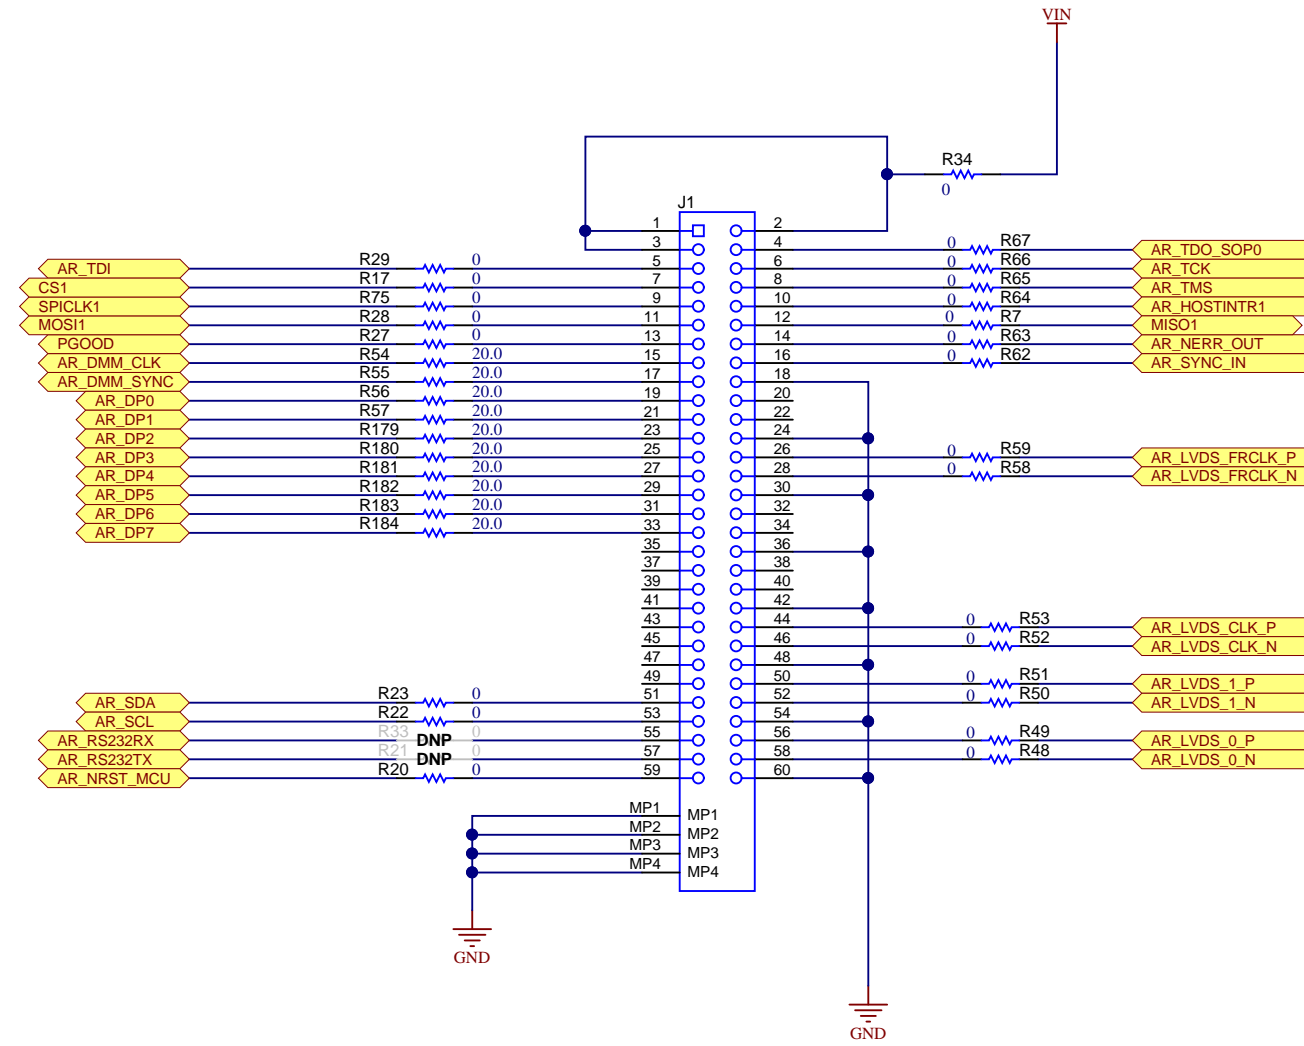 VIN
R34
0
J1
1 2
3 4 0 R67 AR_TDO_SOP0
AR_TDI R29 0 5 6 0 R66 AR_TCK
CS1 R17 0 7 8 0 R65 AR_TMS
SPICLK1 R75 0 9 10 0 R64 AR_HOSTINTR1
MOSI1 R28 0 11 12 0 R7 MISO1
PGOOD R27 0 13 14 0 R63 AR_NERR_OUT
AR_DMM_CLK R54 20.0 15 16 0 R62 AR_SYNC_IN
AR_DMM_SYNC R55 20.0 17 18
AR_DP0 R56 20.0 19 20
AR_DP1 R57 20.0 21 22
AR_DP2 R179 20.0 23 24
AR_DP3 R180 20.0 25 26 0 R59 AR_LVDS_FRCLK_P
AR_DP4 R181 20.0 27 28 0 R58 AR_LVDS_FRCLK_N
AR_DP5 R182 20.0 29 30
AR_DP6 R183 20.0 31 32
AR_DP7 R184 20.0 33 34
35 36
37 38
39 40
41 42
43 44 0 R53 AR_LVDS_CLK_P
45 46 0 R52 AR_LVDS_CLK_N
47 48
49 50 0 R51 AR_LVDS_1_P
AR_SDA R23 0 51 52 0 R50 AR_LVDS_1_N
AR_SCL R22 0 53 54
AR_RS232RX R33 DNP 0 55 56 0 R49 AR_LVDS_0_P
AR_RS232TX R21 DNP 0 57 58 0 R48 AR_LVDS_0_N
AR_NRST_MCU R20 0 59 60
MP1 MP1
MP2 MP2
MP3 MP3
MP4 MP4
GND
GND